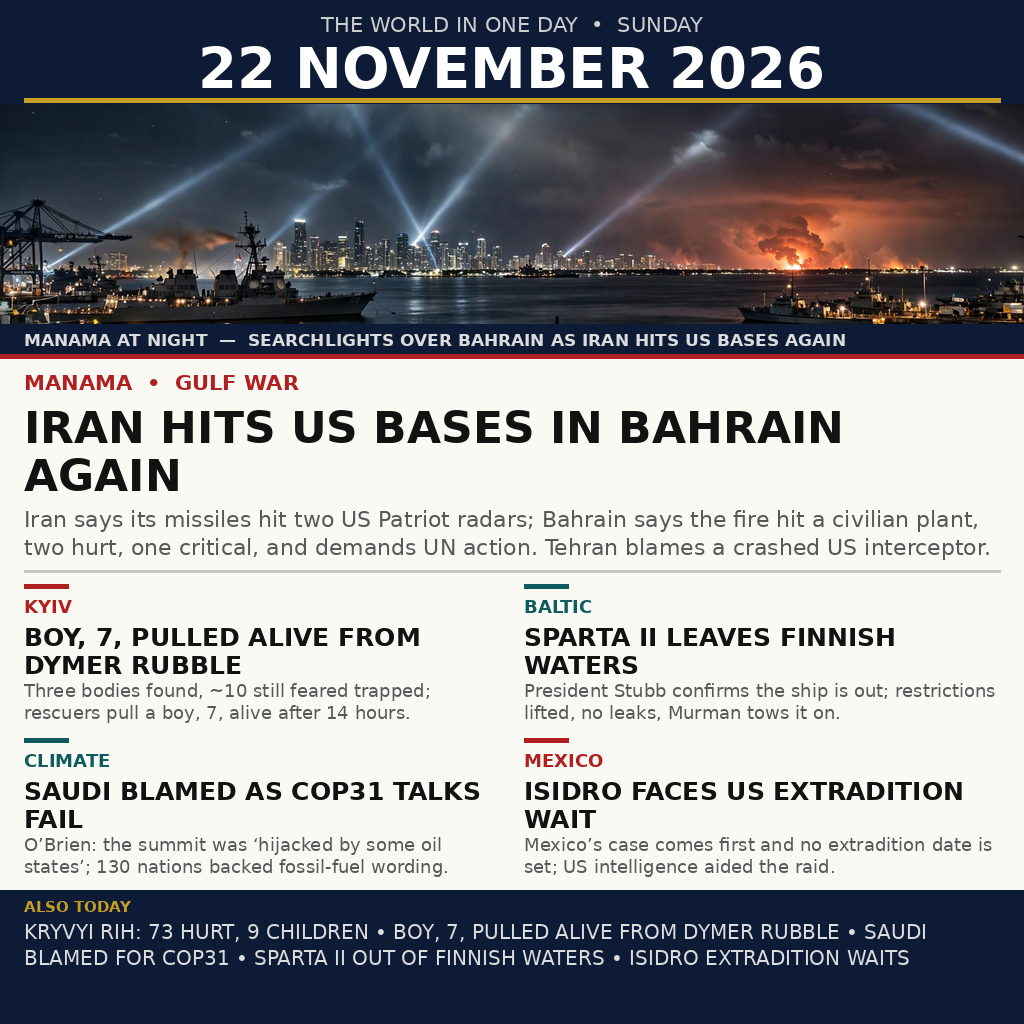 THE WORLD IN ONE DAY • SUNDAY
22 NOVEMBER 2026
MANAMA AT NIGHT — SEARCHLIGHTS OVER BAHRAIN AS IRAN HITS US BASES AGAIN
MANAMA • GULF WAR
IRAN HITS US BASES IN BAHRAIN
AGAIN
Iran says its missiles hit two US Patriot radars; Bahrain says the fire hit a civilian plant,
two hurt, one critical, and demands UN action. Tehran blames a crashed US interceptor.
KYIV
BOY, 7, PULLED ALIVE FROM
DYMER RUBBLE
Three bodies found, ~10 still feared trapped;
rescuers pull a boy, 7, alive after 14 hours.
BALTIC
SPARTA II LEAVES FINNISH
WATERS
President Stubb confirms the ship is out; restrictions
lifted, no leaks, Murman tows it on.
CLIMATE
SAUDI BLAMED AS COP31 TALKS
FAIL
O’Brien: the summit was ‘hijacked by some oil
states’; 130 nations backed fossil-fuel wording.
MEXICO
ISIDRO FACES US EXTRADITION
WAIT
Mexico’s case comes first and no extradition date is
set; US intelligence aided the raid.
ALSO TODAY
KRYVYI RIH: 73 HURT, 9 CHILDREN • BOY, 7, PULLED ALIVE FROM DYMER RUBBLE • SAUDI
BLAMED FOR COP31 • SPARTA II OUT OF FINNISH WATERS • ISIDRO EXTRADITION WAITS